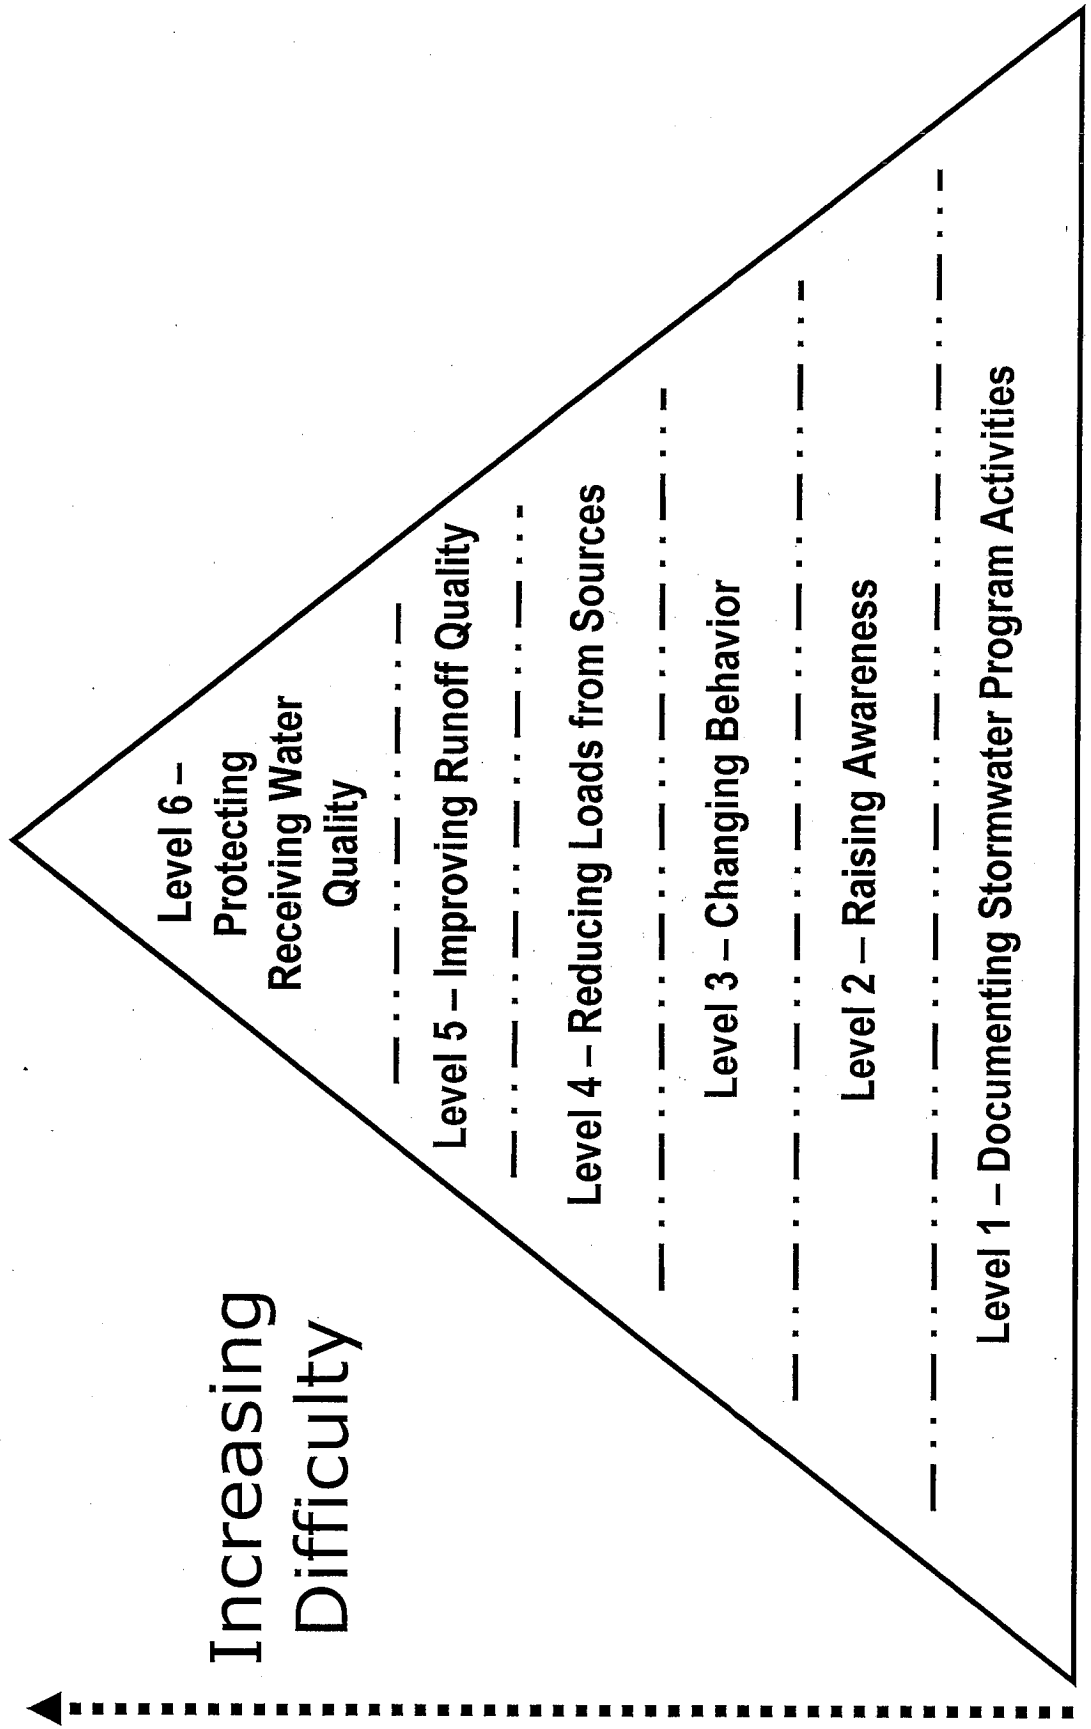 Increasing
Difficulty
Level 6 –
Protecting
Receiving Water
Quality
Level 5 – Improving Runoff Quality
Level 4 – Reducing Loads from Sources
Level 3 – Changing Behavior
Level 2 – Raising Awareness
Level 1 – Documenting Stormwater Program Activities